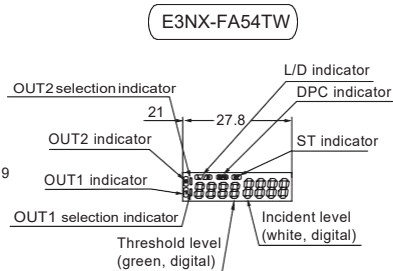 E3NX-FA54TW
L/D indicator
OUT2 selection indicator
DPC indicator
21
27.8
OUT2 indicator
ST indicator
9
OUT1 indicator
OUT1 selection indicator
Incident level
(white, digital)
Threshold level
(green, digital)